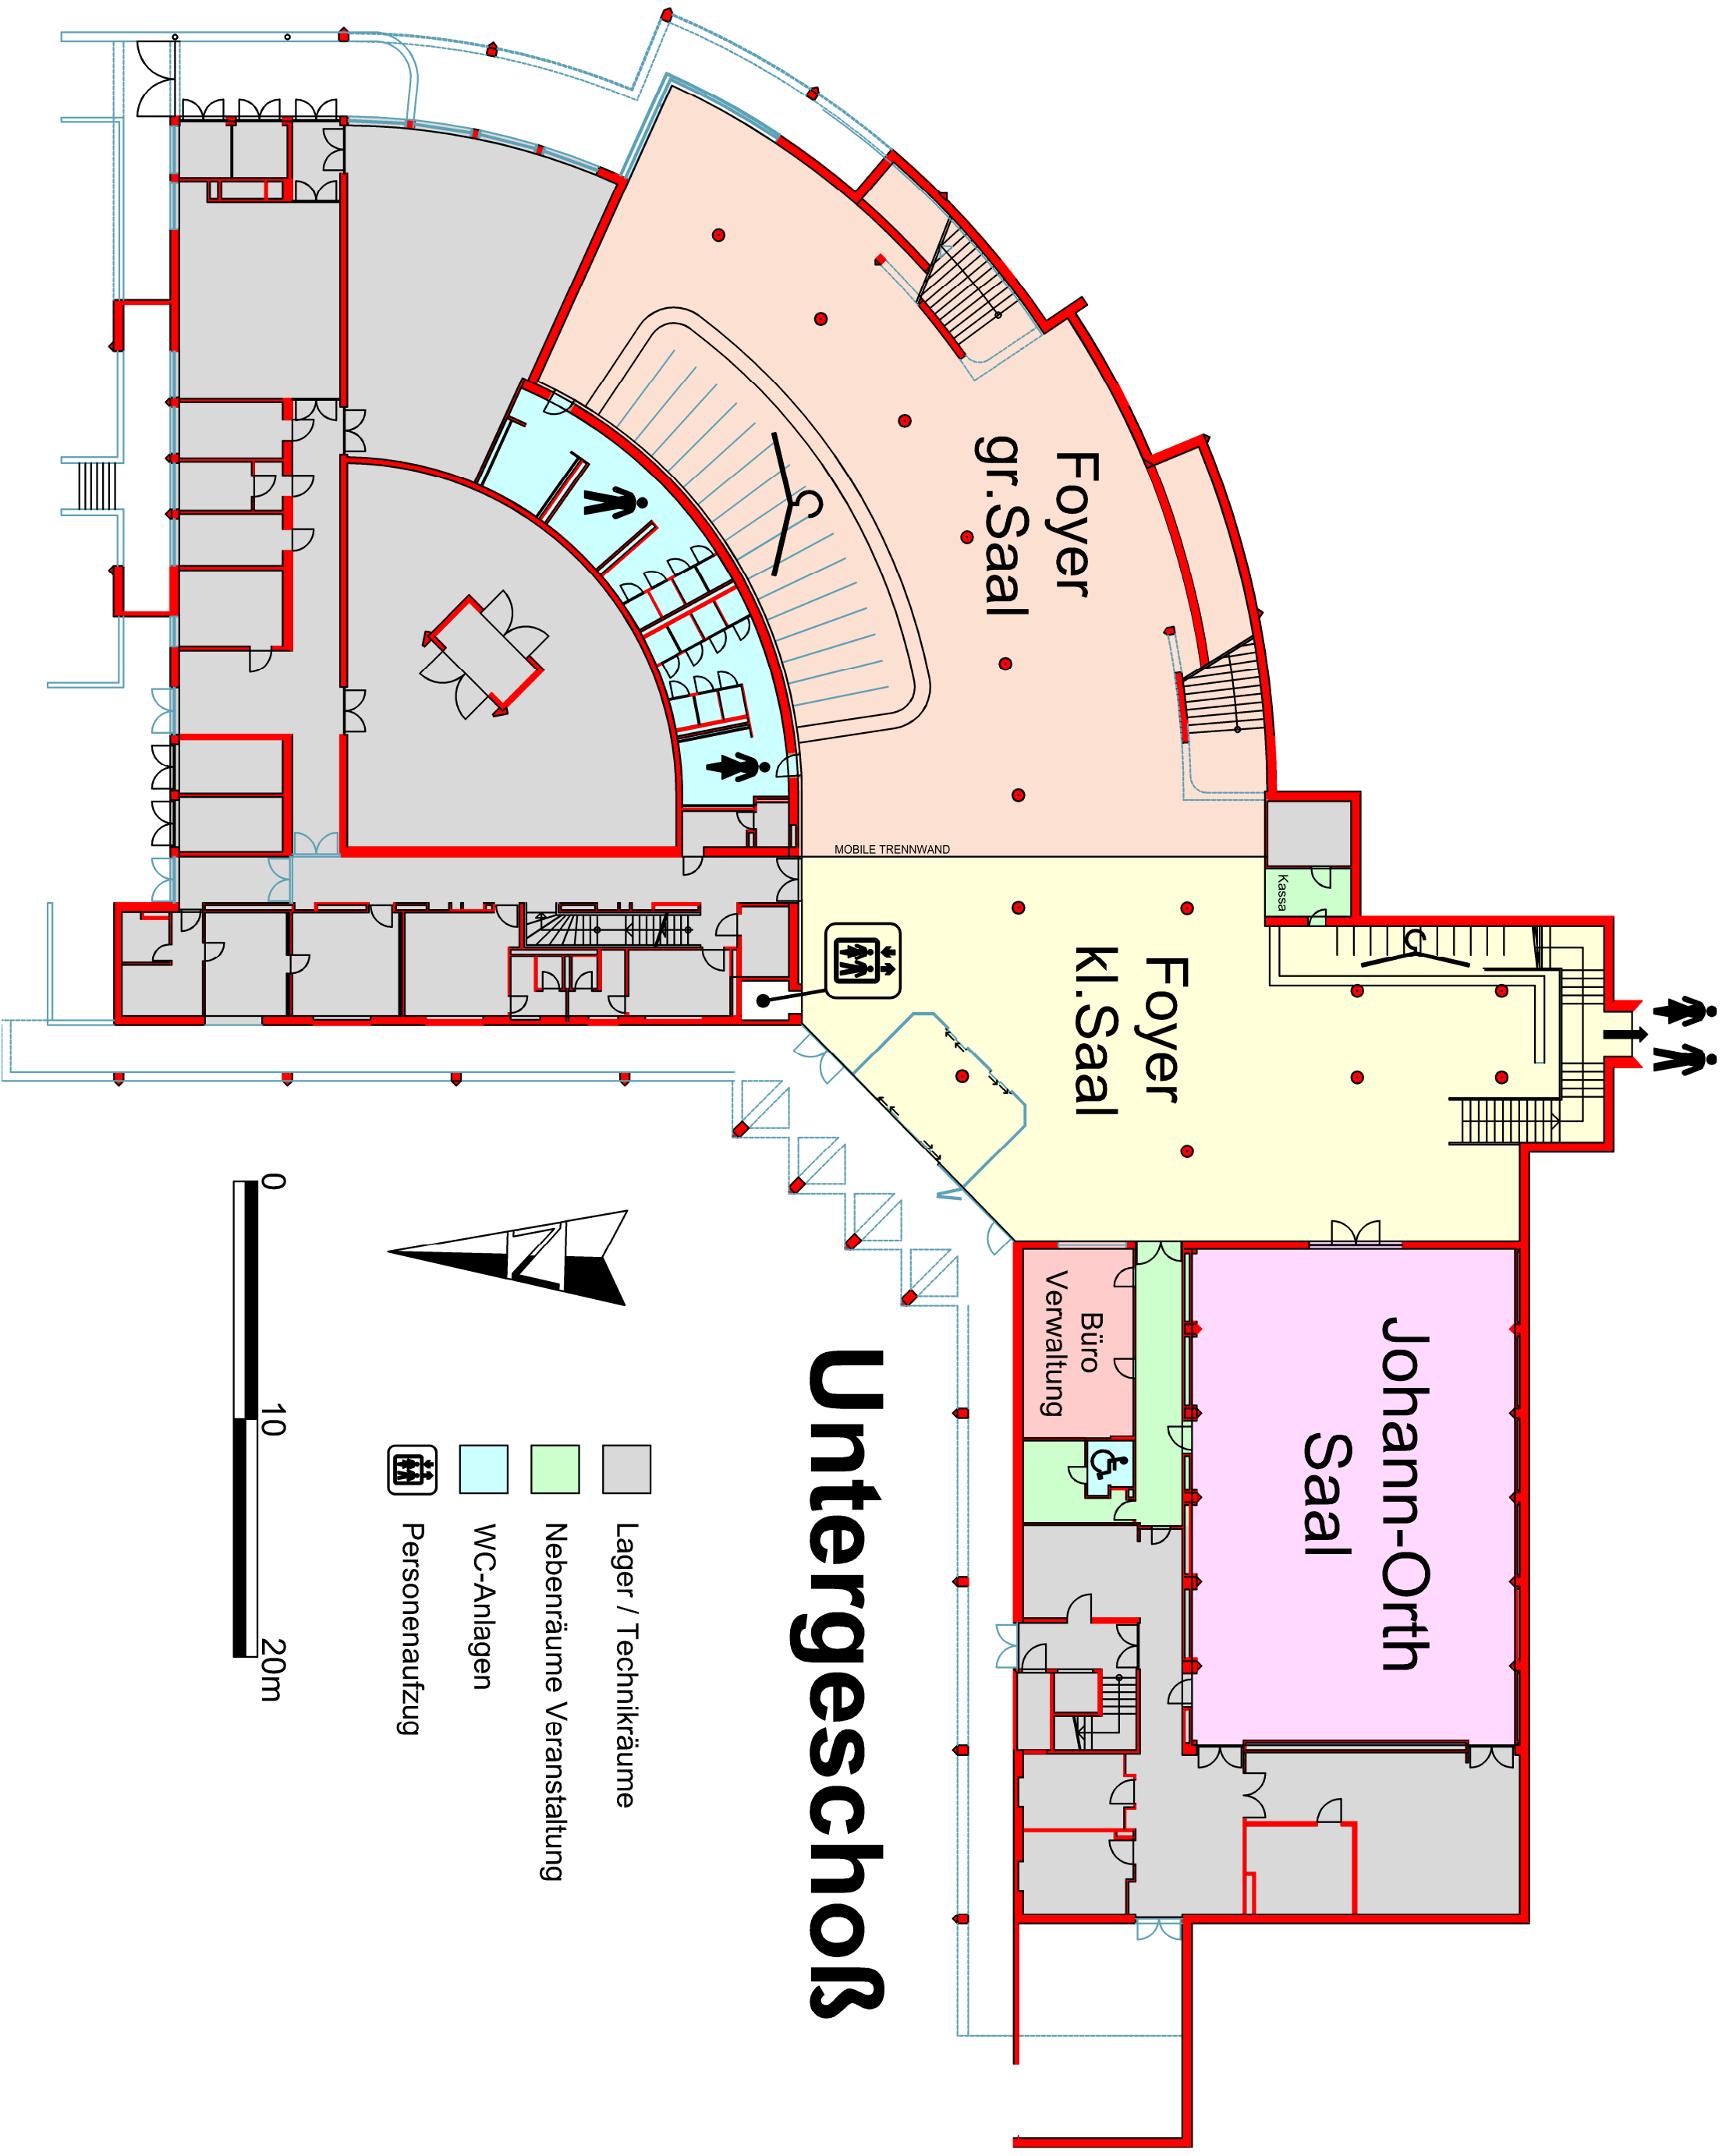 Foyer
gr.Saal
MOBILE TRENNWAND
Kassa
Foyer
kl.Saal
Johann-Orth
Saal
Büro
Verwaltung
Untergeschoß
Lager / Technikräume
Nebenräume Veranstaltung
WC-Anlagen
Personenaufzug
N
0 10 20m